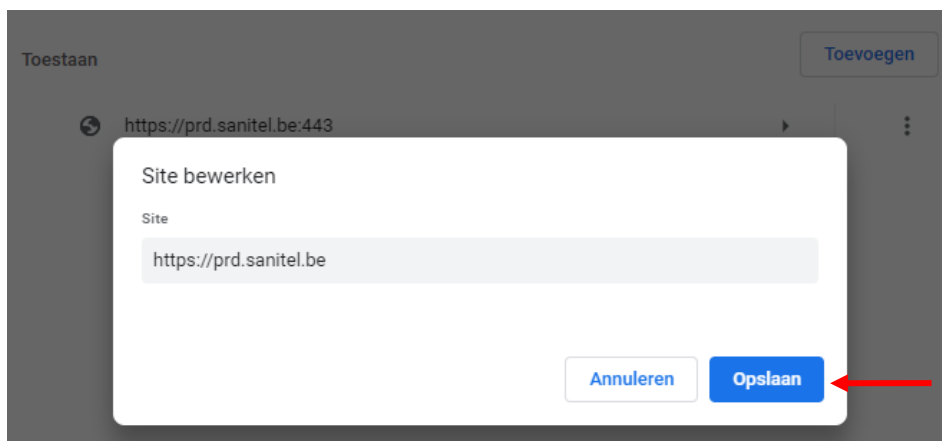 Toestaan
Toevoegen
https://prd.sanitel.be:443
Site bewerken
Site
https://prd.sanitel.be
Annuleren
Opslaan